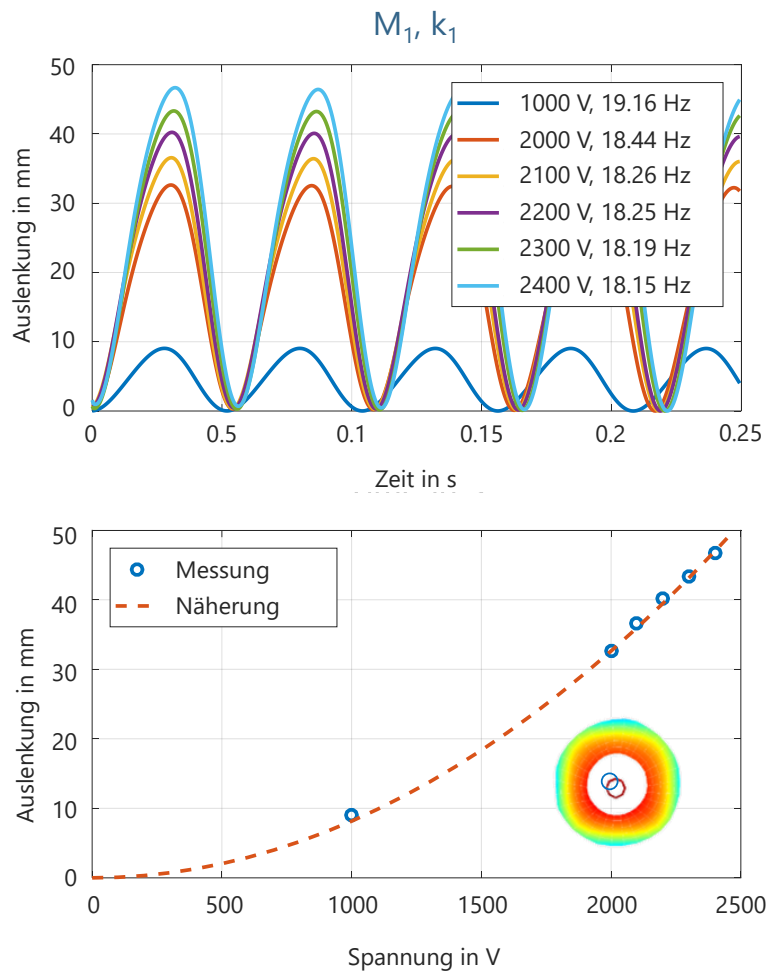 M₁, k₁
50
40
30
20
10
0
Auslenkung in mm
1000 V, 19.16 Hz
2000 V, 18.44 Hz
2100 V, 18.26 Hz
2200 V, 18.25 Hz
2300 V, 18.19 Hz
2400 V, 18.15 Hz
0 0.5 0.1 0.15 0.2 0.25
Zeit in s
50
40
30
20
10
0
Auslenkung in mm
Messung
Näherung
0 500 1000 1500 2000 2500
Spannung in V